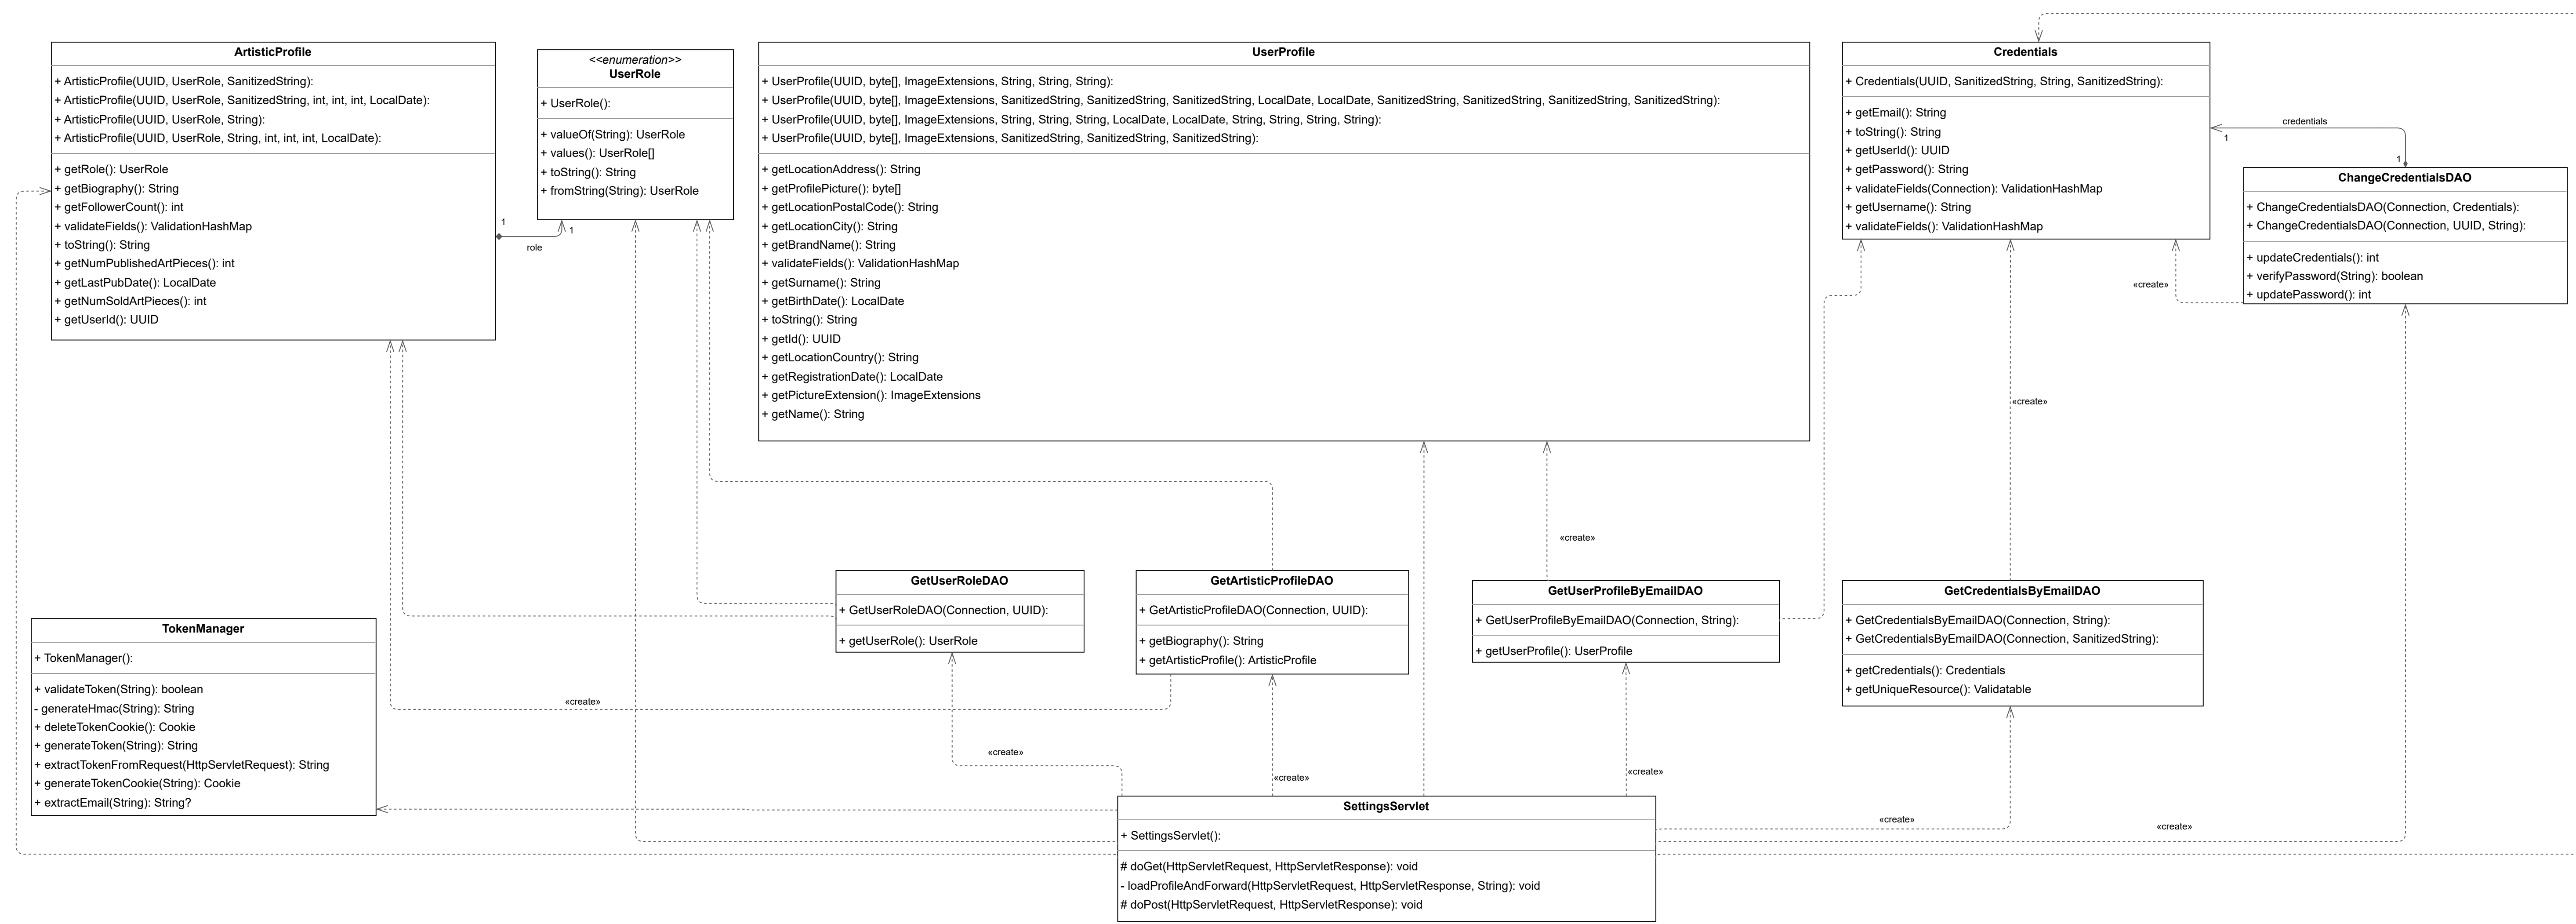 ArtisticProfile
+ ArtisticProfile(UUID, UserRole, SanitizedString):
+ ArtisticProfile(UUID, UserRole, SanitizedString, int, int, int, LocalDate):
+ ArtisticProfile(UUID, UserRole, String):
+ ArtisticProfile(UUID, UserRole, String, int, int, int, LocalDate):
+ getRole(): UserRole
+ getBiography(): String
+ getFollowerCount(): int
+ validateFields(): ValidationHashMap
+ toString(): String
+ getNumPublishedArtPieces(): int
+ getLastPubDate(): LocalDate
+ getNumSoldArtPieces(): int
+ getUserId(): UUID
1
1
role
<<enumeration>>
UserRole
+ UserRole():
+ valueOf(String): UserRole
+ values(): UserRole[]
+ toString(): String
+ fromString(String): UserRole
UserProfile
+ UserProfile(UUID, byte[], ImageExtensions, String, String, String):
+ UserProfile(UUID, byte[], ImageExtensions, SanitizedString, SanitizedString, SanitizedString, LocalDate, LocalDate, SanitizedString, SanitizedString, SanitizedString, SanitizedString):
+ UserProfile(UUID, byte[], ImageExtensions, String, String, String, LocalDate, LocalDate, String, String, String, String):
+ UserProfile(UUID, byte[], ImageExtensions, SanitizedString, SanitizedString, SanitizedString):
+ getLocationAddress(): String
+ getProfilePicture(): byte[]
+ getLocationPostalCode(): String
+ getLocationCity(): String
+ getBrandName(): String
+ validateFields(): ValidationHashMap
+ getSurname(): String
+ getBirthDate(): LocalDate
+ toString(): String
+ getId(): UUID
+ getLocationCountry(): String
+ getRegistrationDate(): LocalDate
+ getPictureExtension(): ImageExtensions
+ getName(): String
Credentials
+ Credentials(UUID, SanitizedString, String, SanitizedString):
+ getEmail(): String
+ toString(): String
+ getUserId(): UUID
+ getPassword(): String
+ validateFields(Connection): ValidationHashMap
+ getUsername(): String
+ validateFields(): ValidationHashMap
credentials
1
1
ChangeCredentialsDAO
+ ChangeCredentialsDAO(Connection, Credentials):
+ ChangeCredentialsDAO(Connection, UUID, String):
+ updateCredentials(): int
+ verifyPassword(String): boolean
+ updatePassword(): int
«create»
«create»
«create»
GetUserRoleDAO
+ GetUserRoleDAO(Connection, UUID):
+ getUserRole(): UserRole
GetArtisticProfileDAO
+ GetArtisticProfileDAO(Connection, UUID):
+ getBiography(): String
+ getArtisticProfile(): ArtisticProfile
GetUserProfileByEmailDAO
+ GetUserProfileByEmailDAO(Connection, String):
+ getUserProfile(): UserProfile
GetCredentialsByEmailDAO
+ GetCredentialsByEmailDAO(Connection, String):
+ GetCredentialsByEmailDAO(Connection, SanitizedString):
+ getCredentials(): Credentials
+ getUniqueResource(): Validatable
TokenManager
+ TokenManager():
+ validateToken(String): boolean
- generateHmac(String): String
+ deleteTokenCookie(): Cookie
+ generateToken(String): String
+ extractTokenFromRequest(HttpServletRequest): String
+ generateTokenCookie(String): Cookie
+ extractEmail(String): String?
«create»
«create»
«create»
«create»
«create»
«create»
SettingsServlet
+ SettingsServlet():
# doGet(HttpServletRequest, HttpServletResponse): void
- loadProfileAndForward(HttpServletRequest, HttpServletResponse, String): void
# doPost(HttpServletRequest, HttpServletResponse): void